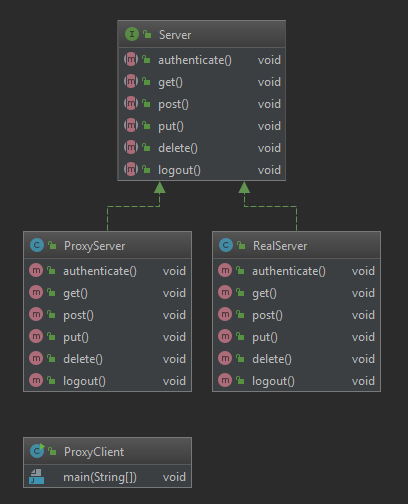 Server
authenticate() void
get() void
post() void
put() void
delete() void
logout() void
ProxyServer
authenticate() void
get() void
post() void
put() void
delete() void
logout() void
RealServer
authenticate() void
get() void
post() void
put() void
delete() void
logout() void
ProxyClient
main(String[]) void